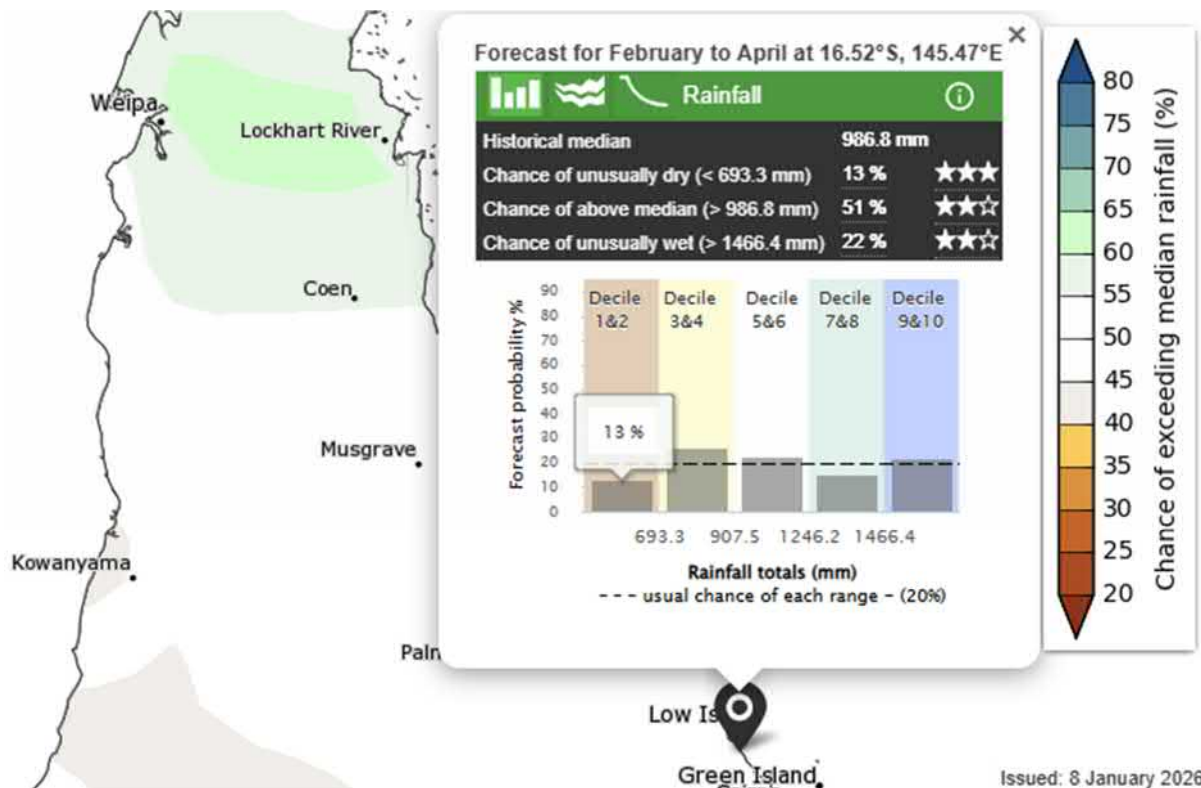 Weipa
Lockhart River
Coen
Musgrave
Kowanyama
Palm
Low Is
Green Island
×
Forecast for February to April at 16.52°S, 145.47°E
Rainfall
Historical median 986.8 mm
Chance of unusually dry (< 693.3 mm) 13 % ★★★
Chance of above median (> 986.8 mm) 51 % ★★☆
Chance of unusually wet (> 1466.4 mm) 22 % ★★☆
Forecast probability %
90
80
70
60
50
40
30
20
10
0
Decile 1&2
Decile 3&4
Decile 5&6
Decile 7&8
Decile 9&10
13 %
693.3 907.5 1246.2 1466.4
Rainfall totals (mm)
--- usual chance of each range - (20%)
80
75
70
65
60
55
50
45
40
35
30
25
20
Chance of exceeding median rainfall (%)
Issued: 8 January 2026